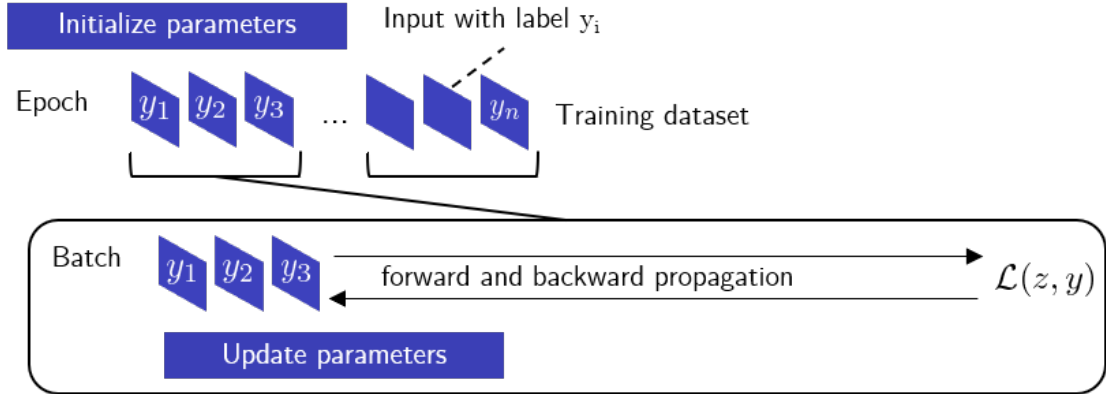 Initialize parameters
Input with label yᵢ
Epoch y₁ y₂ y₃ ... yₙ Training dataset
Batch y₁ y₂ y₃ forward and backward propagation ℒ(z, y)
Update parameters